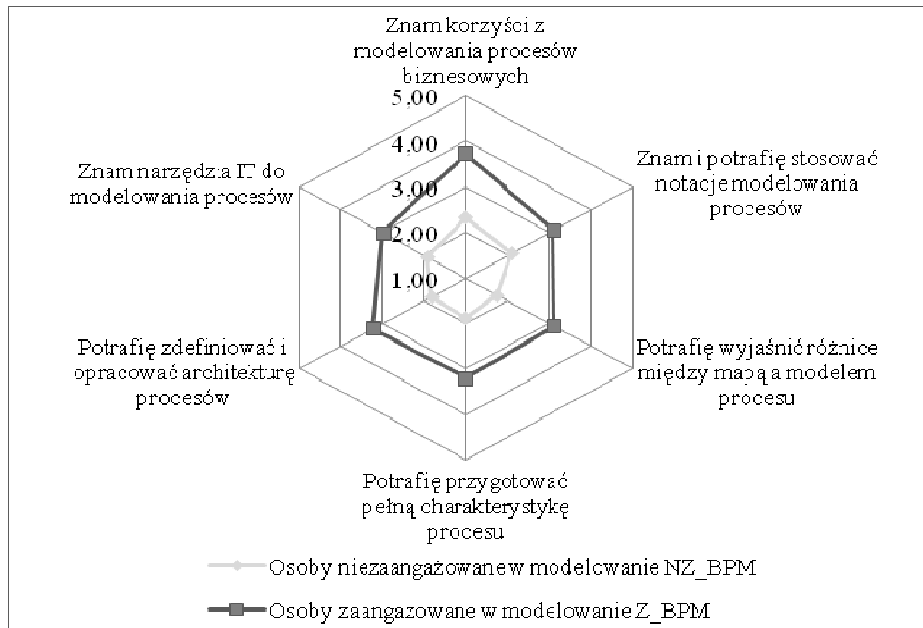 Znam korzyści z
modelowania procesów
biznesowych
5,00
4,00
3,00
2,00
1,00
Znam i potrafię stosować
notacje modelowania
procesów
Potrafię wyjaśnić różnice
między mapą a modelem
procesu
Potrafię przygotować
pełną charakterystykę
procesu
Potrafię zdefiniować i
opracować architekturę
procesów
Znam narzędzia IT do
modelowania procesów
Osoby niezaangażowane w modelowanie NZ_BPM
Osoby zaangażowane w modelowanie Z_BPM